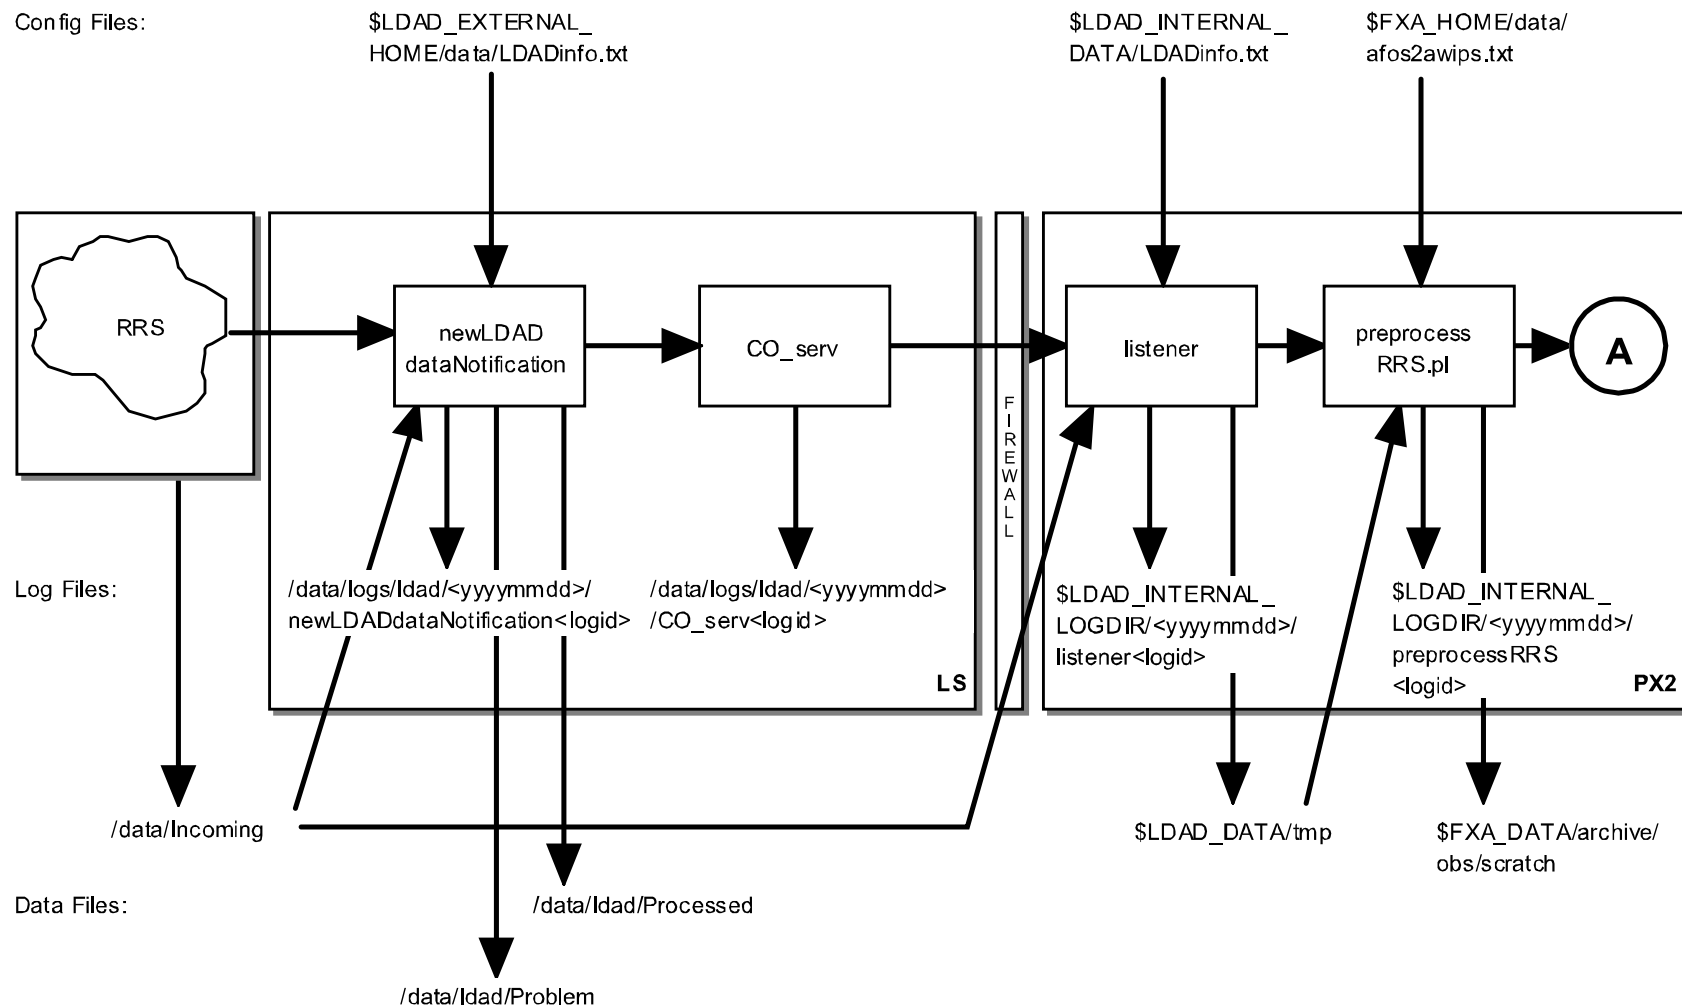 Config Files:
$LDAD_EXTERNAL_
HOME/data/LDADinfo.txt
$LDAD_INTERNAL_
DATA/LDADinfo.txt
$FXA_HOME/data/
afos2awips.txt
RRS
newLDAD
dataNotification
CO_serv
FIREWALL
listener
preprocess
RRS.pl
A
Log Files:
/data/logs/ldad/<yyyymmdd>/
newLDADdataNotification<logid>
/data/logs/ldad/<yyyymmdd>
/CO_serv<logid>
LS
$LDAD_INTERNAL_
LOGDIR/<yyyymmdd>/
listener<logid>
$LDAD_INTERNAL_
LOGDIR/<yyyymmdd>/
preprocessRRS
<logid>
PX2
/data/Incoming
$LDAD_DATA/tmp
$FXA_DATA/archive/
obs/scratch
Data Files:
/data/ldad/Processed
/data/ldad/Problem